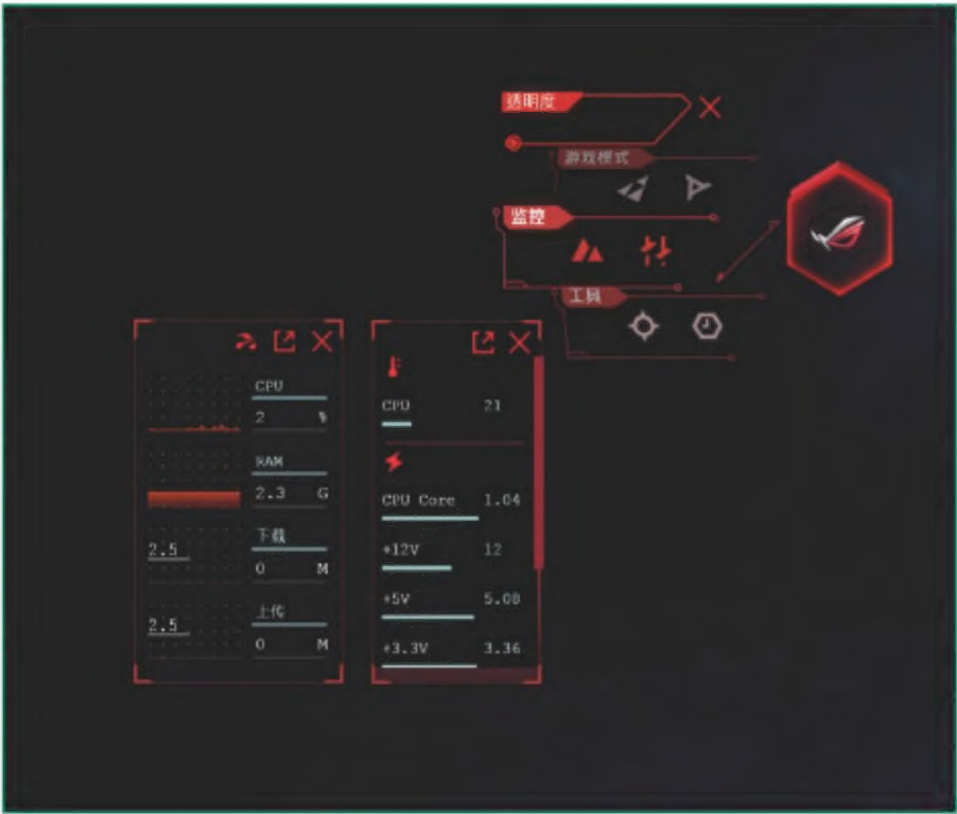 透明度
游戏模式
监控
工具
CPU
2 %
RAM
2.3 G
下载
2.5
0 M
上传
2.5
0 M
CPU 21
CPU Core 1.04
+12V 12
+5V 5.08
+3.3V 3.36